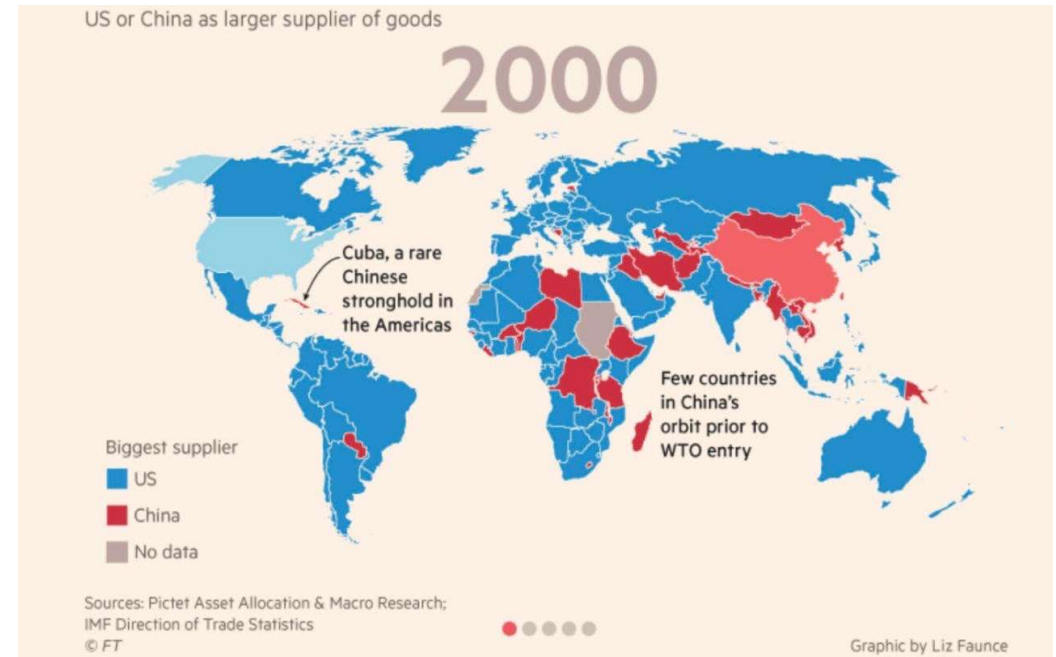 US or China as larger supplier of goods
2000
Cuba, a rare
Chinese
stronghold in
the Americas
Few countries
in China's
orbit prior to
WTO entry
Biggest supplier
US
China
No data
Sources: Pictet Asset Allocation & Macro Research;
IMF Direction of Trade Statistics
© FT
Graphic by Liz Faunce